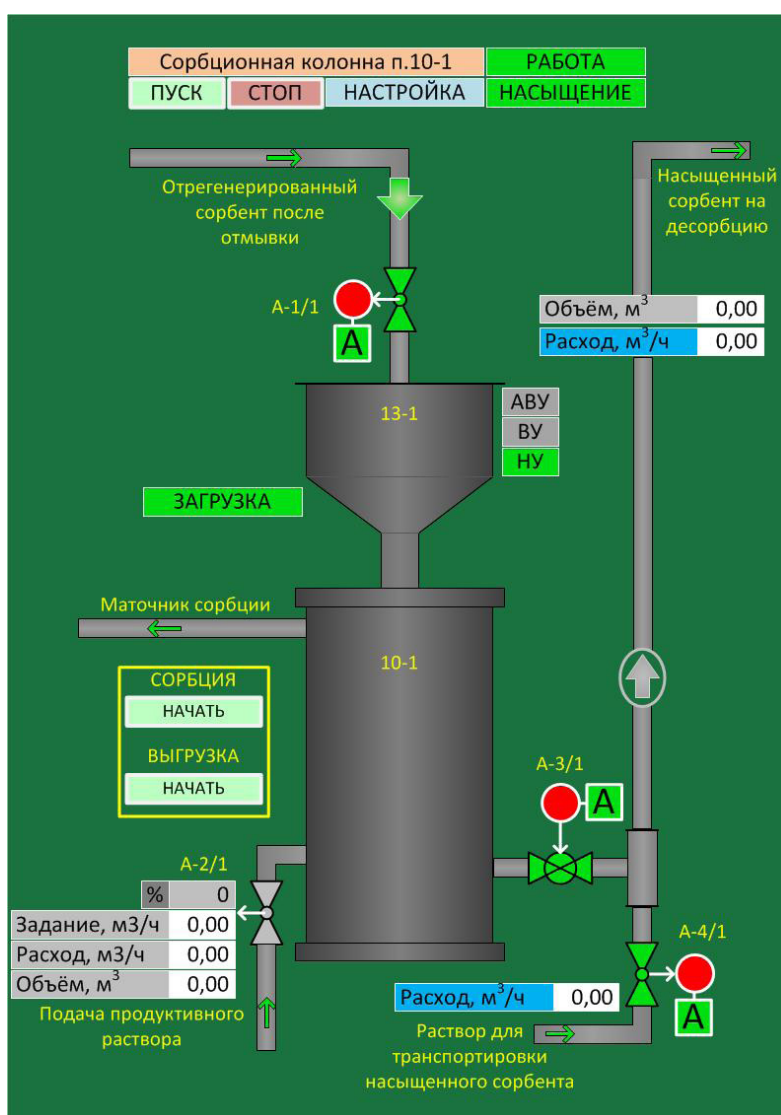 Сорбционная колонна п.10-1
РАБОТА
ПУСК
СТОП
НАСТРОЙКА
НАСЫЩЕНИЕ
Отрегенерированный
сорбент после
отмывки
Насыщенный
сорбент на
десорбцию
А-1/1
А
Объём, м³ 0,00
Расход, м³/ч 0,00
13-1
АВУ
ВУ
НУ
ЗАГРУЗКА
Маточник сорбции
10-1
СОРБЦИЯ
НАЧАТЬ
ВЫГРУЗКА
НАЧАТЬ
А-3/1
А
А-2/1
% 0
Задание, м3/ч 0,00
Расход, м3/ч 0,00
Объём, м³ 0,00
Подача продуктивного
раствора
А-4/1
А
Расход, м³/ч 0,00
Раствор для
транспортировки
насыщенного сорбента